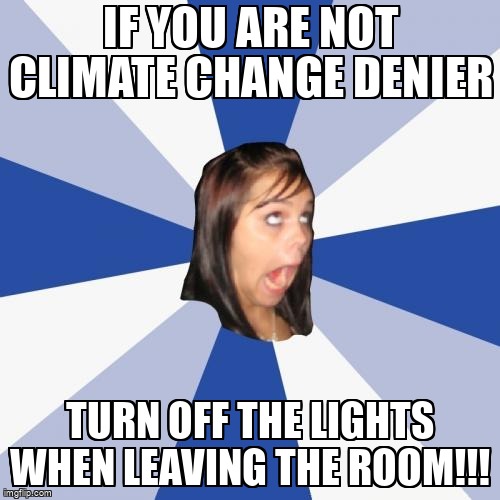 IF YOU ARE NOT
CLIMATE CHANGE DENIER
TURN OFF THE LIGHTS
WHEN LEAVING THE ROOM!!!
imgflip.com